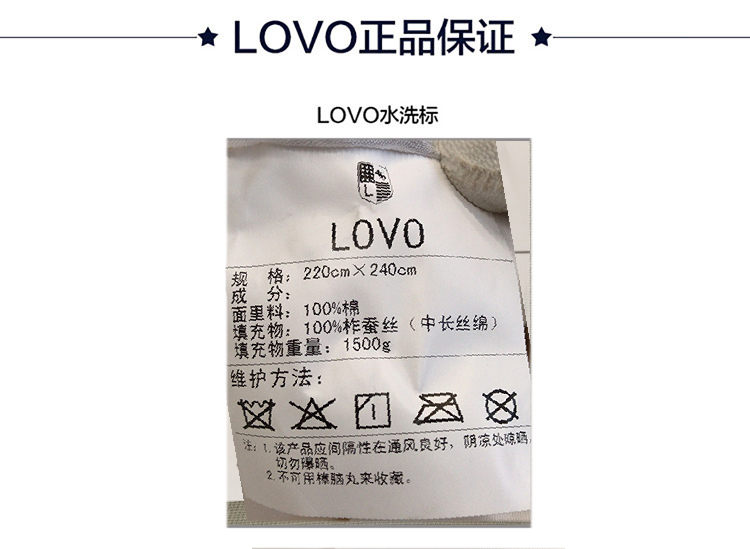 LOVO正品保证
LOVO水洗标
L
LOVO
规 格：220cm×240cm
成 分：
面里料：100%棉
填充物：100%柞蚕丝（中长丝绵）
填充物重量：1500g
维护方法：
注：1.该产品应间隔性在通风良好，阴凉处晾晒，
切勿曝晒。
2.不可用樟脑丸来收藏。